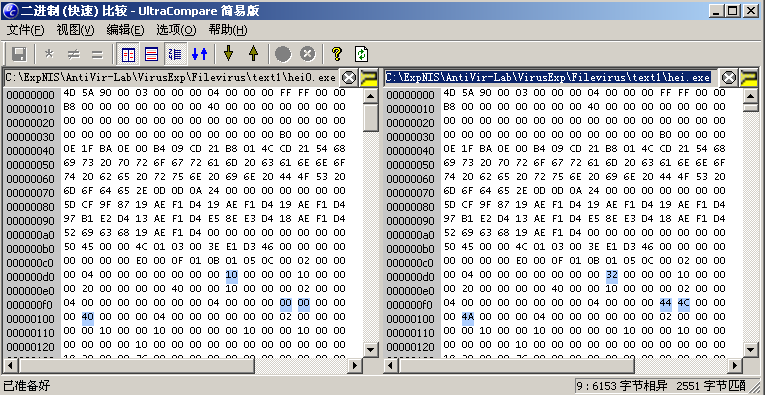 二进制 (快速) 比较 - UltraCompare 简易版
文件(F) 视图(V) 编辑(E) 选项(O) 帮助(H)
C:\ExpNIS\AntiVir-Lab\VirusExp\Filevirus\text1\hei0.exe
00000000 4D 5A 90 00 03 00 00 00 04 00 00 00 FF FF 00 00
00000010 B8 00 00 00 00 00 00 00 40 00 00 00 00 00 00 00
00000020 00 00 00 00 00 00 00 00 00 00 00 00 00 00 00 00
00000030 00 00 00 00 00 00 00 00 00 00 00 00 B0 00 00 00
00000040 0E 1F BA 0E 00 B4 09 CD 21 B8 01 4C CD 21 54 68
00000050 69 73 20 70 72 6F 67 72 61 6D 20 63 61 6E 6E 6F
00000060 74 20 62 65 20 72 75 6E 20 69 6E 20 44 4F 53 20
00000070 6D 6F 64 65 2E 0D 0D 0A 24 00 00 00 00 00 00 00
00000080 5D CF 9F 87 19 AE F1 D4 19 AE F1 D4 19 AE F1 D4
00000090 97 B1 E2 D4 13 AE F1 D4 E5 8E E3 D4 18 AE F1 D4
000000a0 52 69 63 68 19 AE F1 D4 00 00 00 00 00 00 00 00
000000b0 50 45 00 00 4C 01 03 00 3E E1 D3 46 00 00 00 00
000000c0 00 00 00 00 E0 00 0F 01 0B 01 05 0C 00 02 00 00
000000d0 00 04 00 00 00 00 00 00 00 10 00 00 00 10 00 00
000000e0 00 20 00 00 00 00 40 00 00 10 00 00 00 02 00 00
000000f0 04 00 00 00 00 00 00 00 04 00 00 00 00 00 00 00
00000100 00 40 00 00 00 04 00 00 00 00 00 00 02 00 00 00
00000110 00 00 10 00 00 10 00 00 00 00 10 00 00 10 00 00
00000120 00 00 00 00 10 00 00 00 00 00 00 00 00 00 00 00
C:\ExpNIS\AntiVir-Lab\VirusExp\Filevirus\text1\hei.exe
00000000 4D 5A 90 00 03 00 00 00 04 00 00 00 FF FF 00 00
00000010 B8 00 00 00 00 00 00 00 40 00 00 00 00 00 00 00
00000020 00 00 00 00 00 00 00 00 00 00 00 00 00 00 00 00
00000030 00 00 00 00 00 00 00 00 00 00 00 00 B0 00 00 00
00000040 0E 1F BA 0E 00 B4 09 CD 21 B8 01 4C CD 21 54 68
00000050 69 73 20 70 72 6F 67 72 61 6D 20 63 61 6E 6E 6F
00000060 74 20 62 65 20 72 75 6E 20 69 6E 20 44 4F 53 20
00000070 6D 6F 64 65 2E 0D 0D 0A 24 00 00 00 00 00 00 00
00000080 5D CF 9F 87 19 AE F1 D4 19 AE F1 D4 19 AE F1 D4
00000090 97 B1 E2 D4 13 AE F1 D4 E5 8E E3 D4 18 AE F1 D4
000000a0 52 69 63 68 19 AE F1 D4 00 00 00 00 00 00 00 00
000000b0 50 45 00 00 4C 01 03 00 3E E1 D3 46 00 00 00 00
000000c0 00 00 00 00 E0 00 0F 01 0B 01 05 0C 00 02 00 00
000000d0 00 04 00 00 00 00 00 00 00 32 00 00 00 10 00 00
000000e0 00 20 00 00 00 00 40 00 00 10 00 00 00 02 00 00
000000f0 04 00 00 00 00 00 00 00 04 00 00 00 44 4C 00 00
00000100 00 4A 00 00 00 04 00 00 00 00 00 00 02 00 00 00
00000110 00 00 10 00 00 10 00 00 00 00 10 00 00 10 00 00
00000120 00 00 00 00 10 00 00 00 00 00 00 00 00 00 00 00
已准备好
9 : 6153 字节相异 2551 字节匹